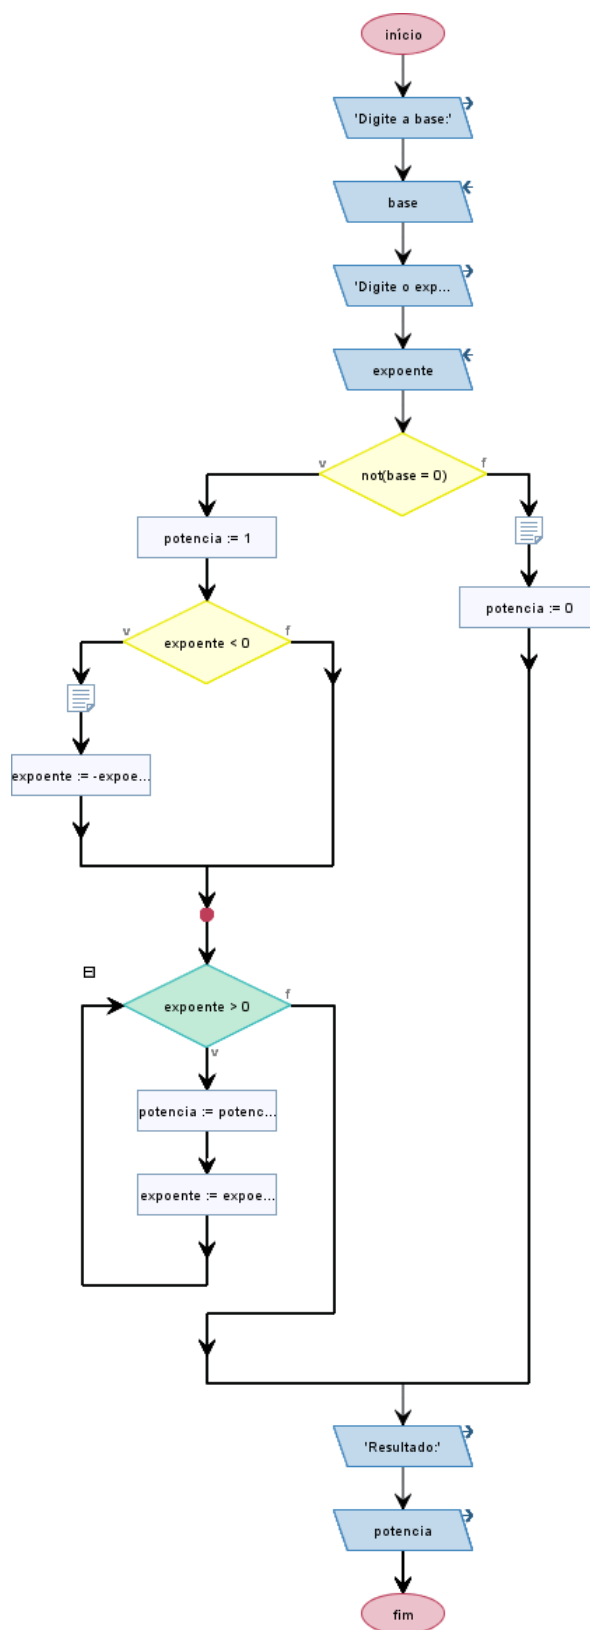 início
'Digite a base:'
base
'Digite o exp...
expoente
not(base = 0)
v
f
potencia := 1
potencia := 0
expoente < 0
v
f
expoente := -expoe...
expoente > 0
f
v
potencia := potenc...
expoente := expoe...
'Resultado:'
potencia
fim